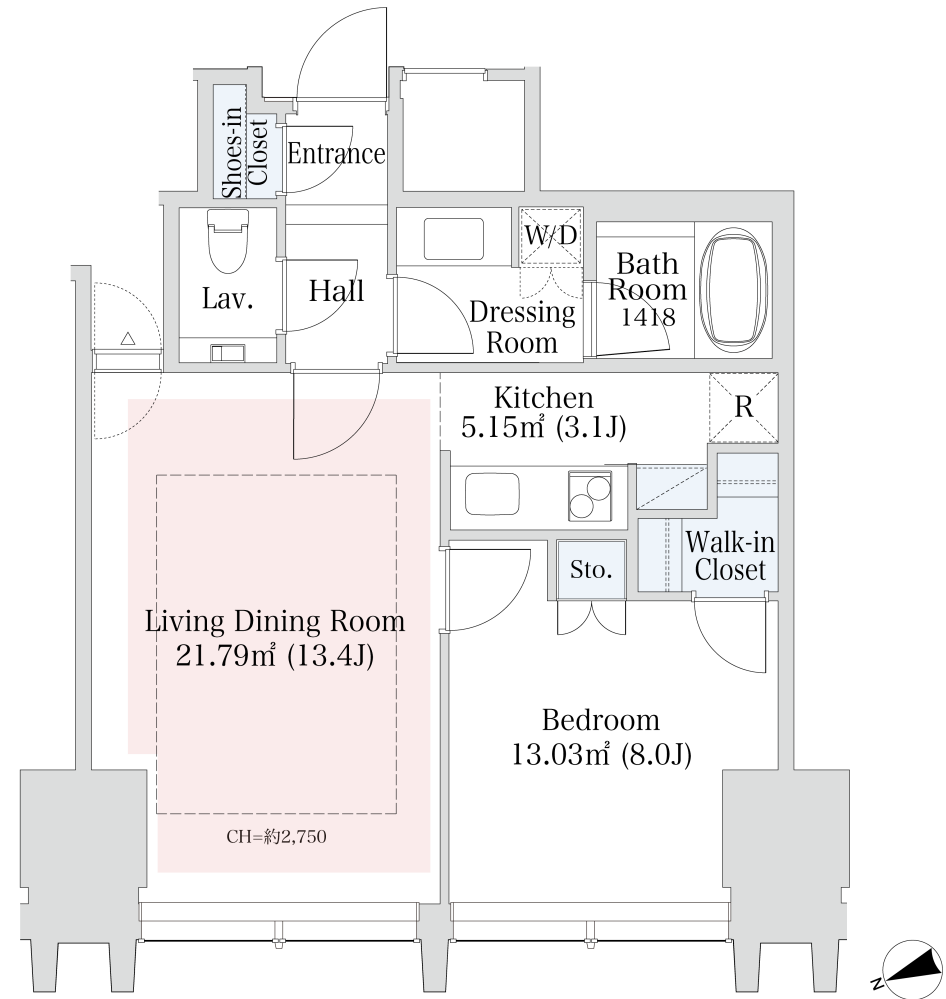 Shoes-in
Closet
Entrance
W/D
Lav.
Hall
Dressing
Room
Bath
Room
1418
Kitchen
5.15㎡ (3.1J)
R
Walk-in
Closet
Sto.
Living Dining Room
21.79㎡ (13.4J)
Bedroom
13.03㎡ (8.0J)
CH=約2,750
N